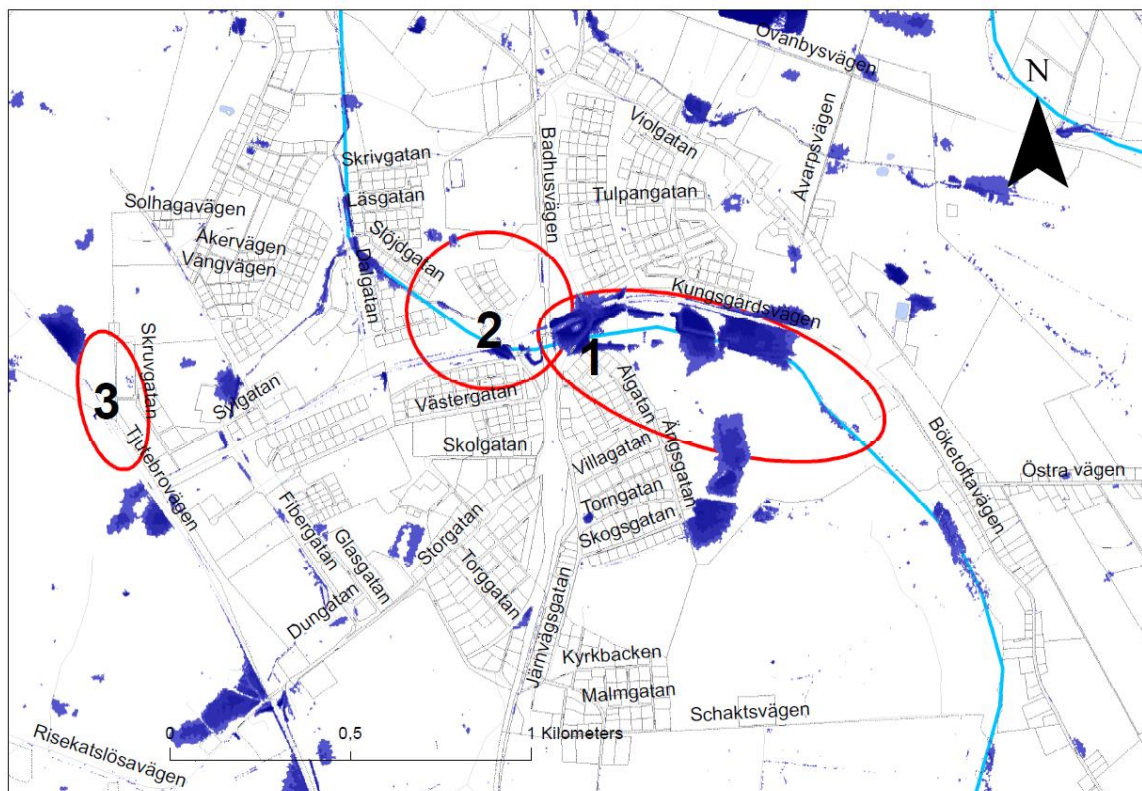 Ovanbysvägen
N
Violgatan
Badhusvägen
Skrivgatan
Åvarpsvägen
Tulpangatan
Läsgatan
Solhagavägen
Slöjdgatan
Åkervägen
Vångvägen
Dalgatan
Kungsgårdsvägen
2
1
Skruvgatan
3
Sylgatan
Västergatan
Älgatan
Skolgatan
Ängsgatan
Villagatan
Böketoftavägen
Tjutebrovägen
Östra vägen
Fibergatan
Torngatan
Glasgatan
Storgatan
Skogsgatan
Torggatan
Dungatan
Järnvägsgatan
Kyrkbacken
Malmgatan
Schaktsvägen
0 0,5 1 Kilometers
Risekatslösavägen